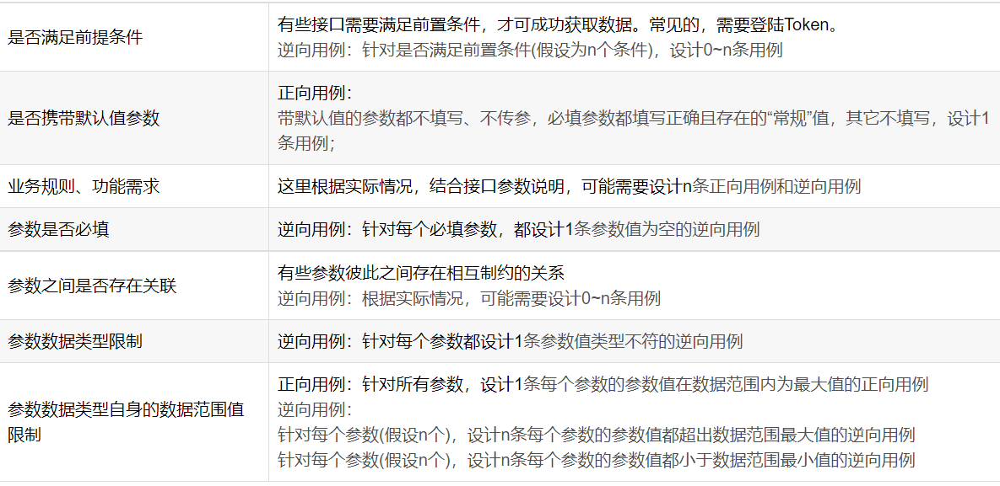 是否满足前提条件
有些接口需要满足前置条件，才可成功获取数据。常见的，需要登陆Token。
逆向用例：针对是否满足前置条件(假设为n个条件)，设计0~n条用例
是否携带默认值参数
正向用例：
带默认值的参数都不填写、不传参，必填参数都填写正确且存在的“常规”值，其它不填写，设计1
条用例；
业务规则、功能需求
这里根据实际情况，结合接口参数说明，可能需要设计n条正向用例和逆向用例
参数是否必填
逆向用例：针对每个必填参数，都设计1条参数值为空的逆向用例
参数之间是否存在关联
有些参数彼此之间存在相互制约的关系
逆向用例：根据实际情况，可能需要设计0~n条用例
参数数据类型限制
逆向用例：针对每个参数都设计1条参数值类型不符的逆向用例
参数数据类型自身的数据范围值
限制
正向用例：针对所有参数，设计1条每个参数的参数值在数据范围内为最大值的正向用例
逆向用例：
针对每个参数(假设n个)，设计n条每个参数的参数值都超出数据范围最大值的逆向用例
针对每个参数(假设n个)，设计n条每个参数的参数值都小于数据范围最小值的逆向用例